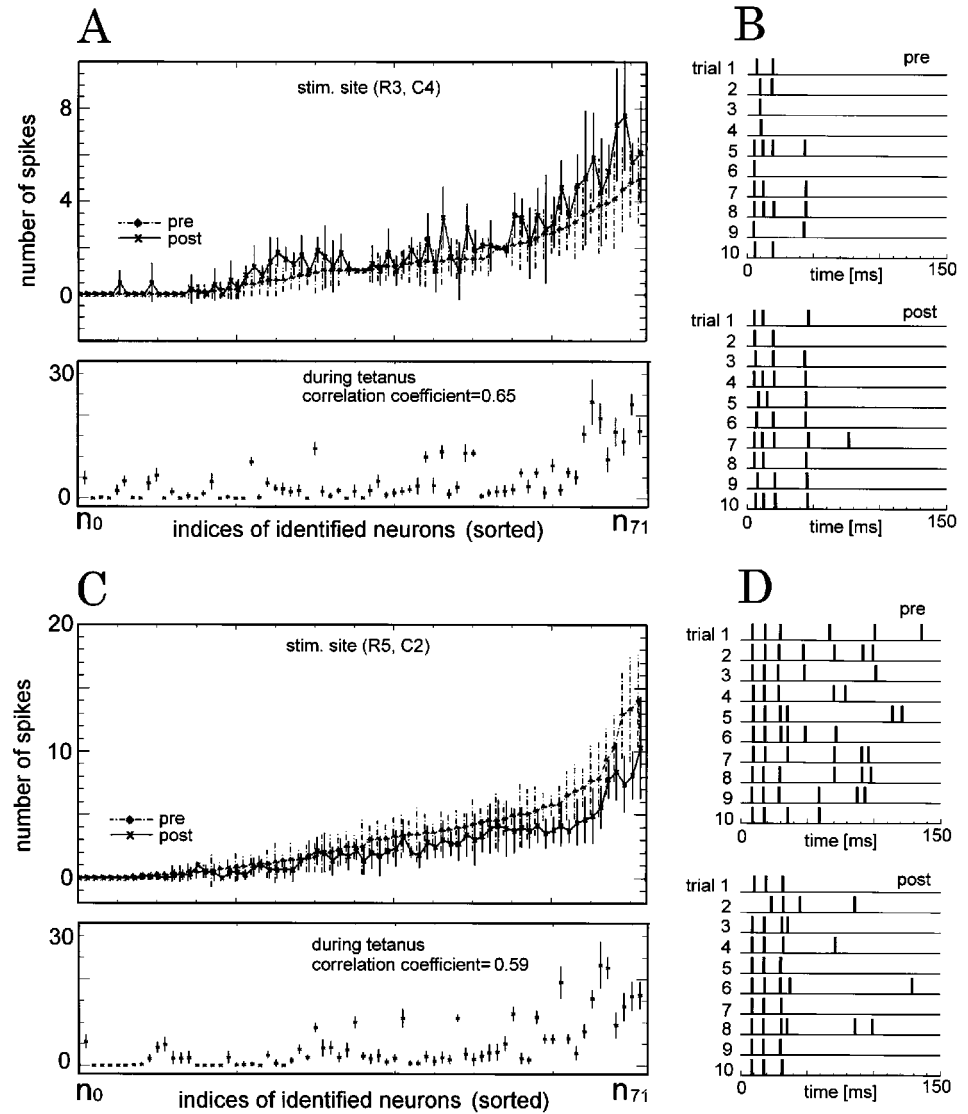 A
stim. site (R3, C4)
number of spikes
8
4
0
pre
post
during tetanus
correlation coefficient=0.65
30
0
n0
indices of identified neurons (sorted)
n71
B
pre
trial 1
2
3
4
5
6
7
8
9
10
0
time [ms]
150
post
trial 1
2
3
4
5
6
7
8
9
10
0
time [ms]
150
C
stim. site (R5, C2)
number of spikes
20
10
0
pre
post
during tetanus
correlation coefficient= 0.59
30
0
n0
indices of identified neurons (sorted)
n71
D
pre
trial 1
2
3
4
5
6
7
8
9
10
0
time [ms]
150
post
trial 1
2
3
4
5
6
7
8
9
10
0
time [ms]
150